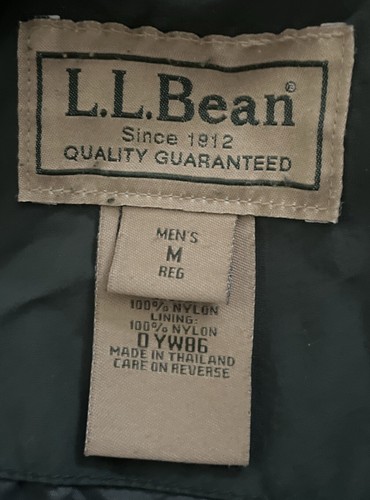 L.L.Bean®
Since 1912
QUALITY GUARANTEED
MEN'S
M
REG
100% NYLON
LINING:
100% NYLON
0 YW86
MADE IN THAILAND
CARE ON REVERSE